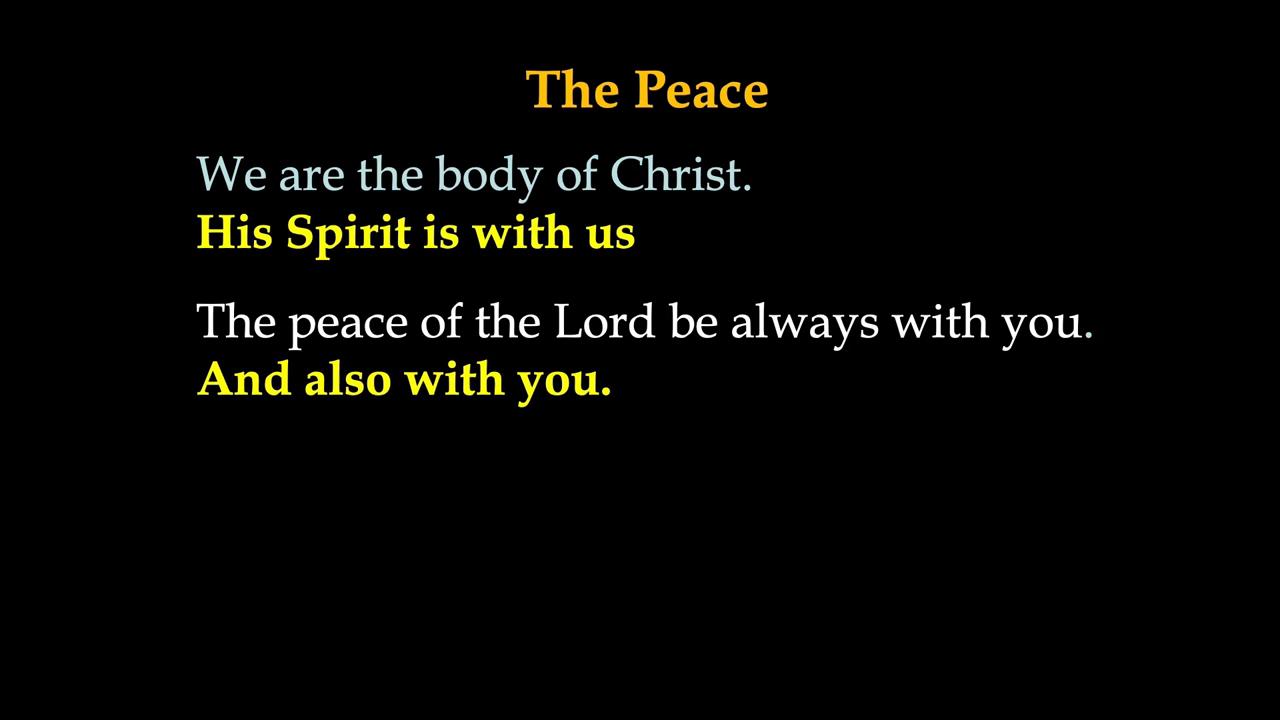 The Peace
We are the body of Christ.
His Spirit is with us
The peace of the Lord be always with you.
And also with you.